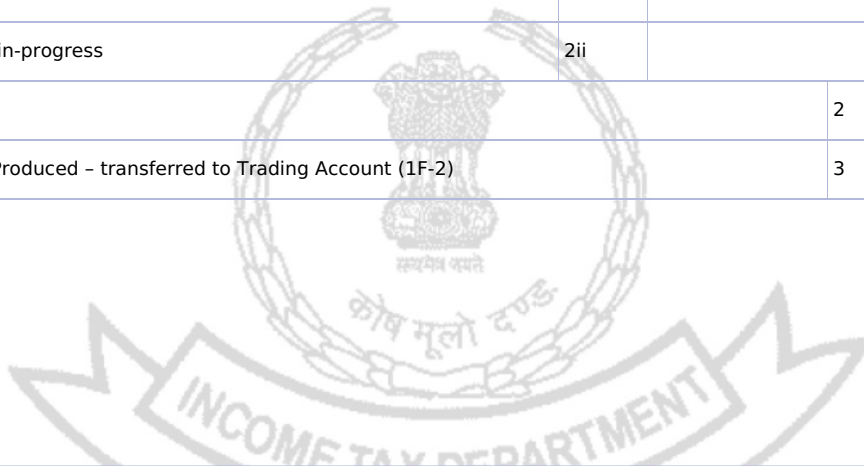 in-progress 2ii
2
Produced – transferred to Trading Account (1F-2) 3
सत्यमेव जयते
कोष मूलो दण्डः
INCOME TAX DEPARTMENT